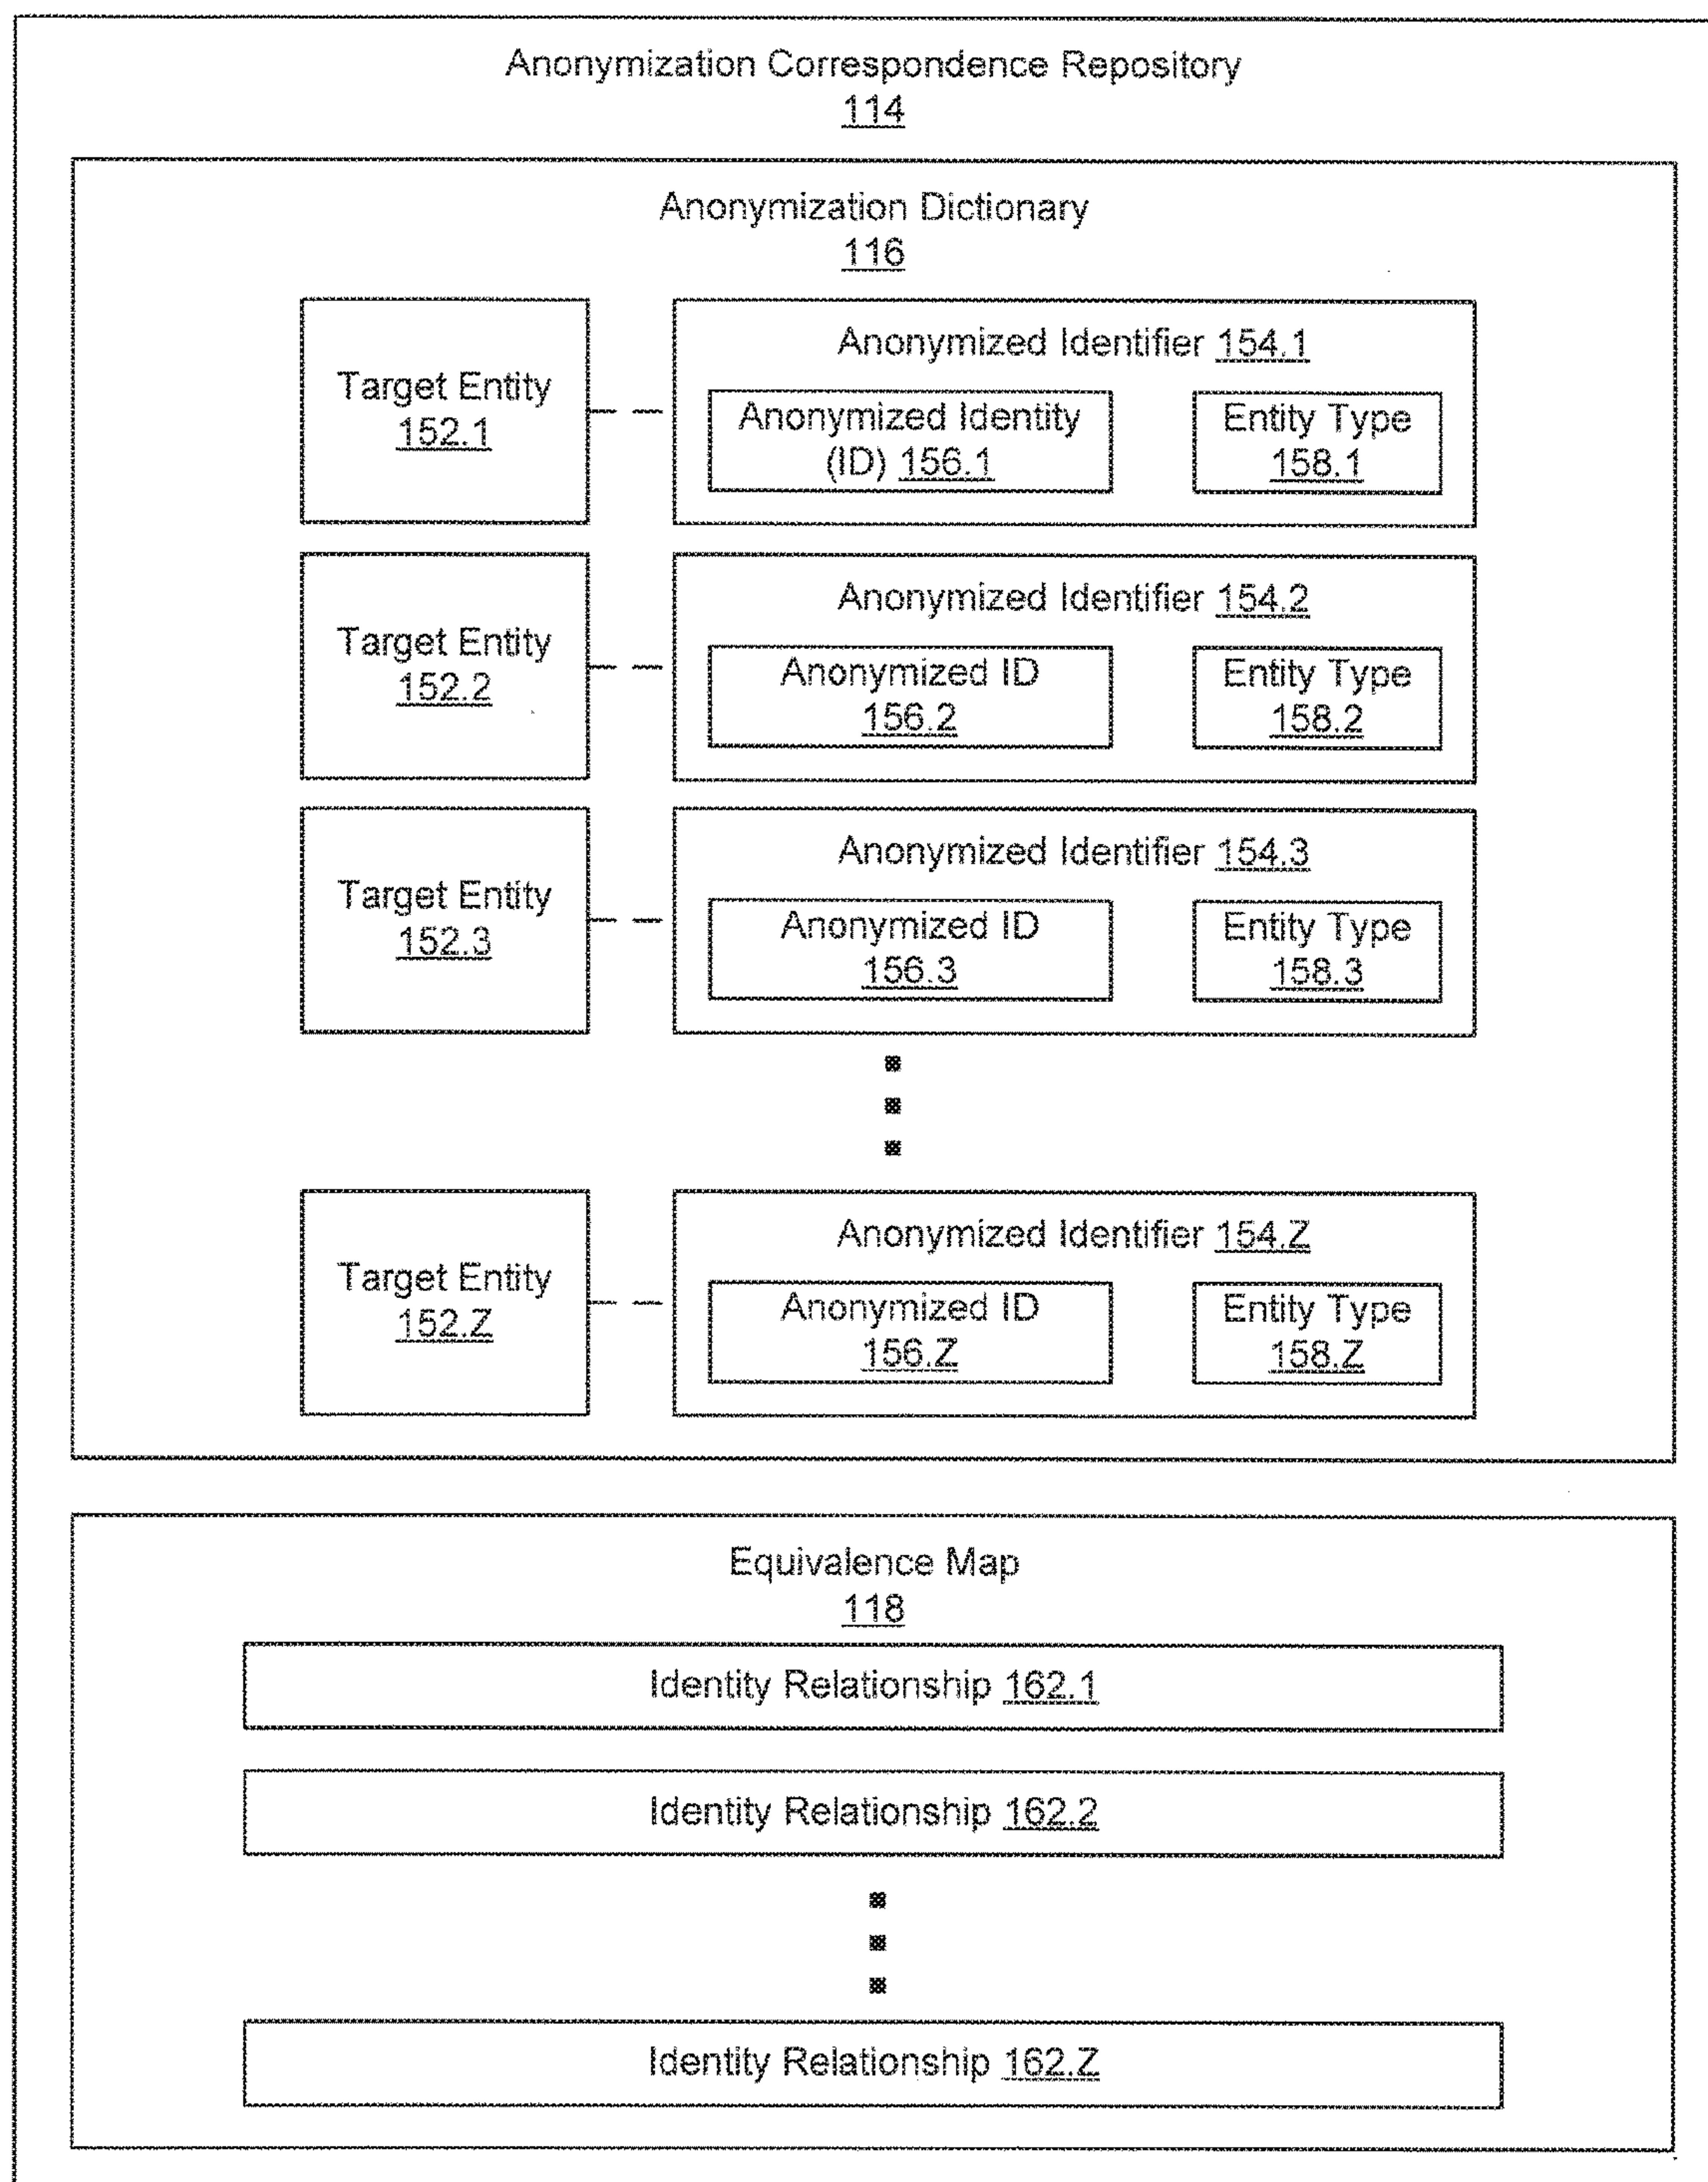 Anonymization Correspondence Repository
114
Anonymization Dictionary
116
Target Entity
152.1
Anonymized Identifier 154.1
Anonymized Identity
(ID) 156.1
Entity Type
158.1
Target Entity
152.2
Anonymized Identifier 154.2
Anonymized ID
156.2
Entity Type
158.2
Target Entity
152.3
Anonymized Identifier 154.3
Anonymized ID
156.3
Entity Type
158.3
Target Entity
152.Z
Anonymized Identifier 154.Z
Anonymized ID
156.Z
Entity Type
158.Z
Equivalence Map
118
Identity Relationship 162.1
Identity Relationship 162.2
Identity Relationship 162.Z